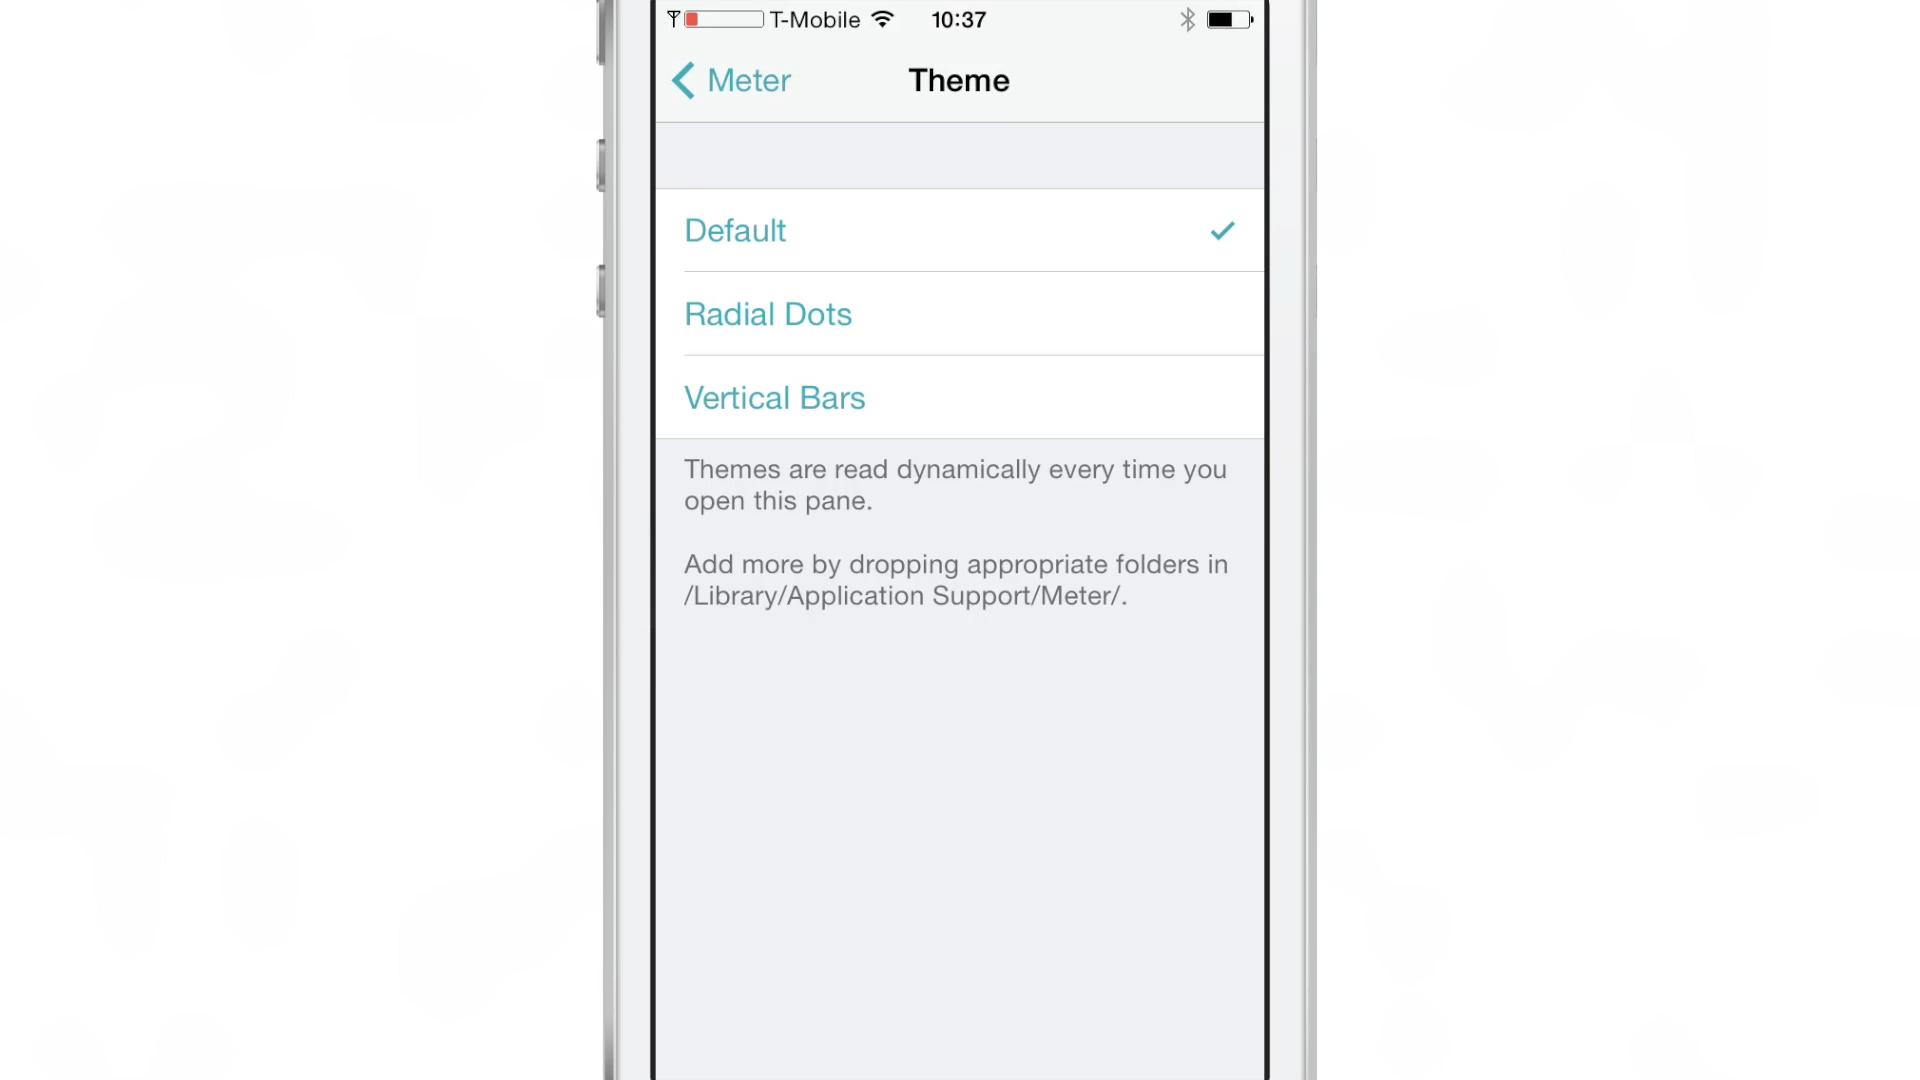 T-Mobile 10:37
Meter Theme
Default
Radial Dots
Vertical Bars
Themes are read dynamically every time you
open this pane.
Add more by dropping appropriate folders in
/Library/Application Support/Meter/.